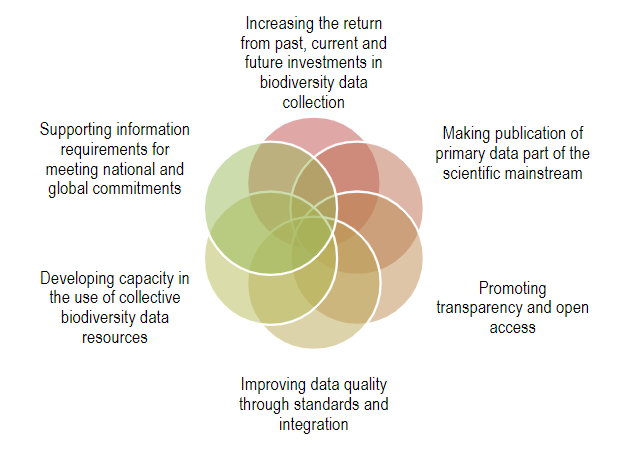 Increasing the return
from past, current and
future investments in
biodiversity data
collection
Making publication of
primary data part of the
scientific mainstream
Promoting
transparency and open
access
Improving data quality
through standards and
integration
Developing capacity in
the use of collective
biodiversity data
resources
Supporting information
requirements for
meeting national and
global commitments